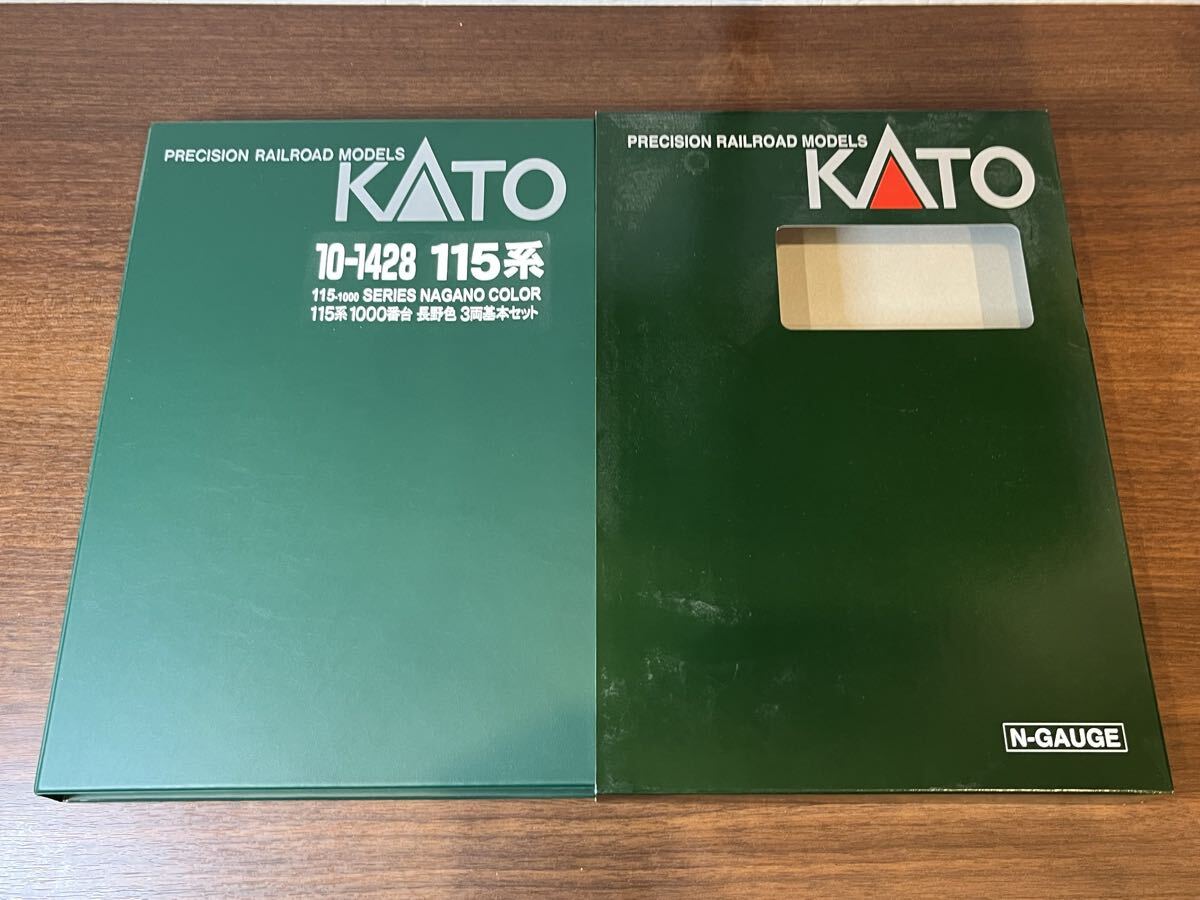 PRECISION RAILROAD MODELS
KATO
10-1428 115系
115-1000 SERIES NAGANO COLOR
115系 1000番台 長野色 3両基本セット
PRECISION RAILROAD MODELS
KATO
N-GAUGE